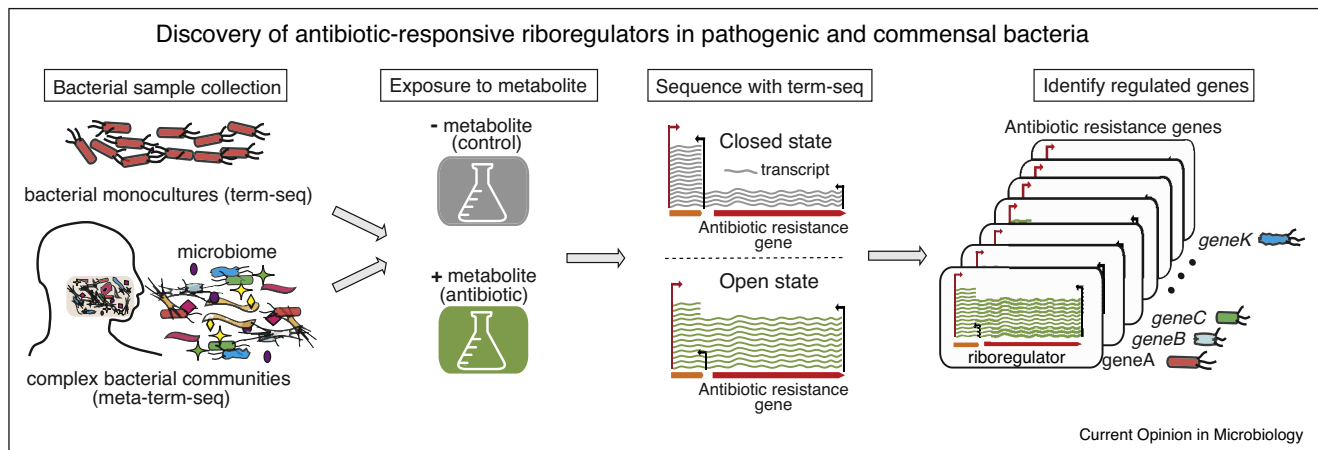 Discovery of antibiotic-responsive riboregulators in pathogenic and commensal bacteria
Bacterial sample collection
bacterial monocultures (term-seq)
microbiome
complex bacterial communities
(meta-term-seq)
Exposure to metabolite
- metabolite
(control)
+ metabolite
(antibiotic)
Sequence with term-seq
Closed state
transcript
Antibiotic resistance
gene
Open state
Antibiotic resistance
gene
Identify regulated genes
Antibiotic resistance genes
geneK
geneC
geneB
geneA
riboregulator
Current Opinion in Microbiology